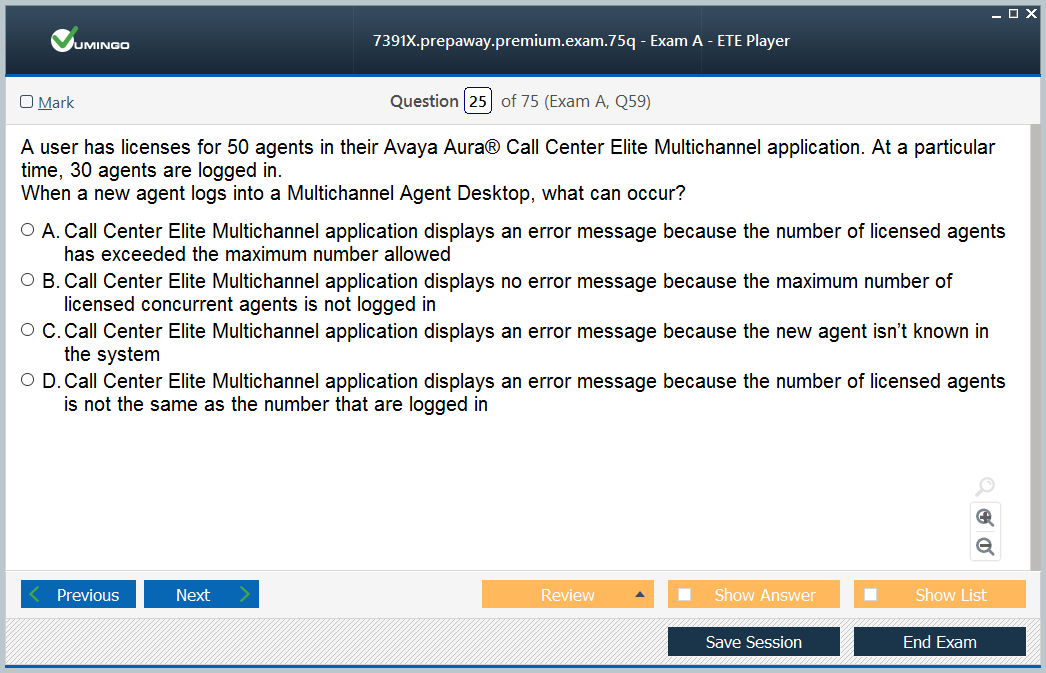 VUMINGO
7391X.prepaway.premium.exam.75q - Exam A - ETE Player
Mark
Question 25 of 75 (Exam A, Q59)
A user has licenses for 50 agents in their Avaya Aura® Call Center Elite Multichannel application. At a particular
time, 30 agents are logged in.
When a new agent logs into a Multichannel Agent Desktop, what can occur?
A. Call Center Elite Multichannel application displays an error message because the number of licensed agents
has exceeded the maximum number allowed
B. Call Center Elite Multichannel application displays no error message because the maximum number of
licensed concurrent agents is not logged in
C. Call Center Elite Multichannel application displays an error message because the new agent isn’t known in
the system
D. Call Center Elite Multichannel application displays an error message because the number of licensed agents
is not the same as the number that are logged in
Previous Next Review Show Answer Show List
Save Session End Exam